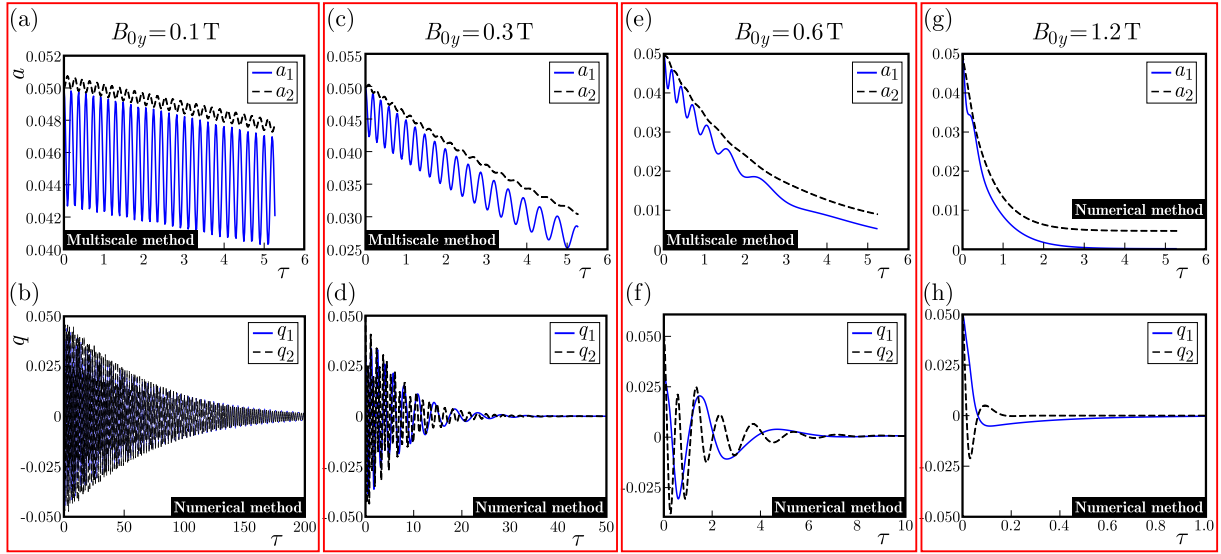 (a)
B0y = 0.1 T
a
0.052
0.050
0.048
0.046
0.044
0.042
0.040
a1
a2
Multiscale method
0 1 2 3 4 5 6
τ
(b)
q
0.050
0.025
0
-0.025
-0.050
q1
q2
Numerical method
0 50 100 150 200
τ
(c)
B0y = 0.3 T
0.055
0.050
0.045
0.040
0.035
0.030
0.025
a1
a2
Multiscale method
0 1 2 3 4 5 6
τ
(d)
0.050
0.025
0
-0.025
-0.050
q1
q2
Numerical method
0 10 20 30 40 50
τ
(e)
B0y = 0.6 T
0.05
0.04
0.03
0.02
0.01
0
a1
a2
Multiscale method
0 1 2 3 4 5 6
τ
(f)
0.050
0.025
0
-0.025
q1
q2
Numerical method
0 2 4 6 8 10
τ
(g)
B0y = 1.2 T
0.05
0.04
0.03
0.02
0.01
0
a1
a2
Numerical method
0 1 2 3 4 5 6
τ
(h)
0.050
0.025
0
-0.025
-0.050
q1
q2
Numerical method
0 0.2 0.4 0.6 0.8 1.0
τ